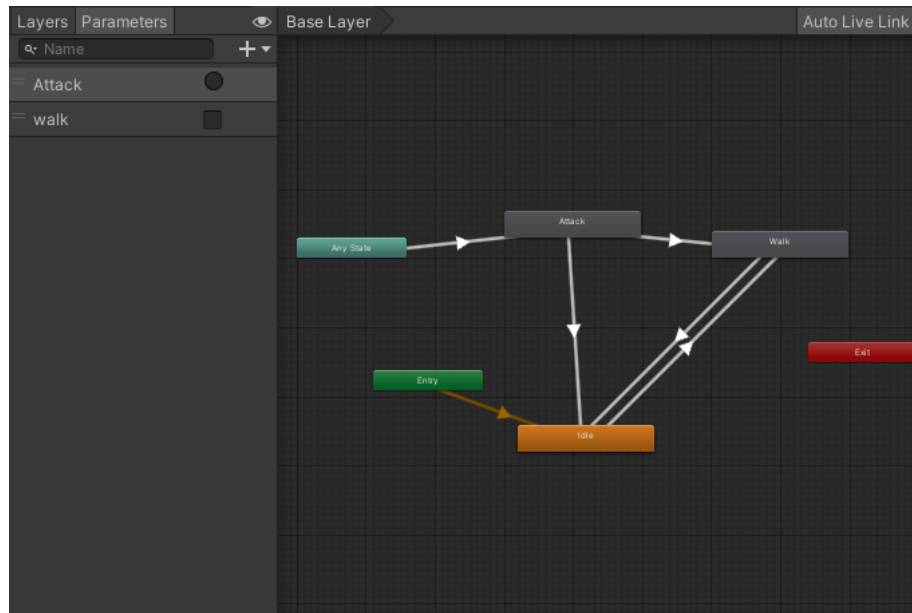 Layers Parameters
Base Layer
Auto Live Link
Name
Attack
walk
Attack
Walk
Any State
Exit
Entry
Idle